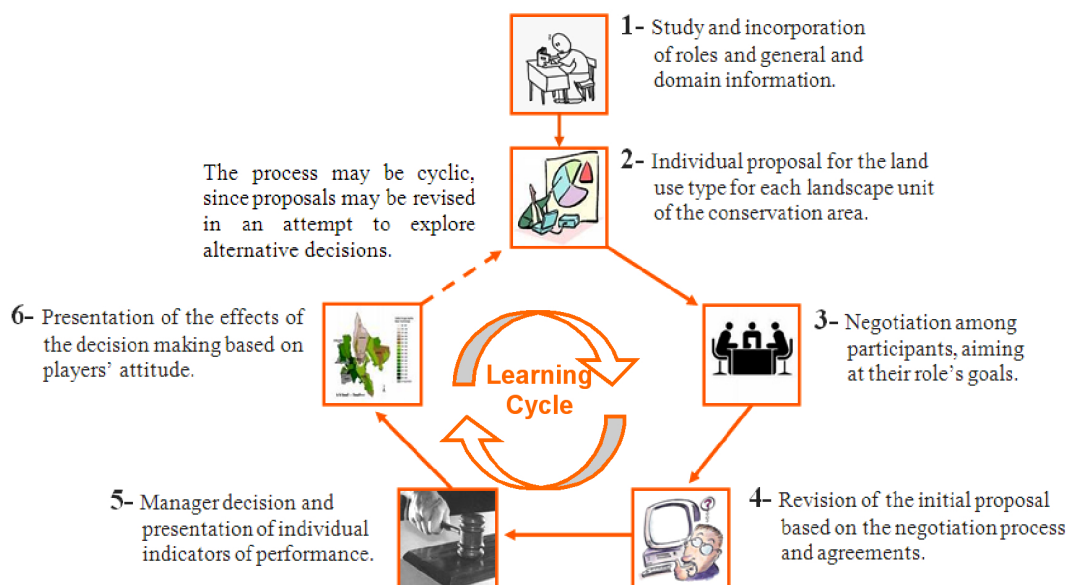 1- Study and incorporation
of roles and general and
domain information.
The process may be cyclic,
since proposals may be revised
in an attempt to explore
alternative decisions.
2- Individual proposal for the land
use type for each landscape unit
of the conservation area.
6- Presentation of the effects of
the decision making based on
players’ attitude.
Learning
Cycle
3- Negotiation among
participants, aiming
at their role’s goals.
5- Manager decision and
presentation of individual
indicators of performance.
4- Revision of the initial proposal
based on the negotiation process
and agreements.
?